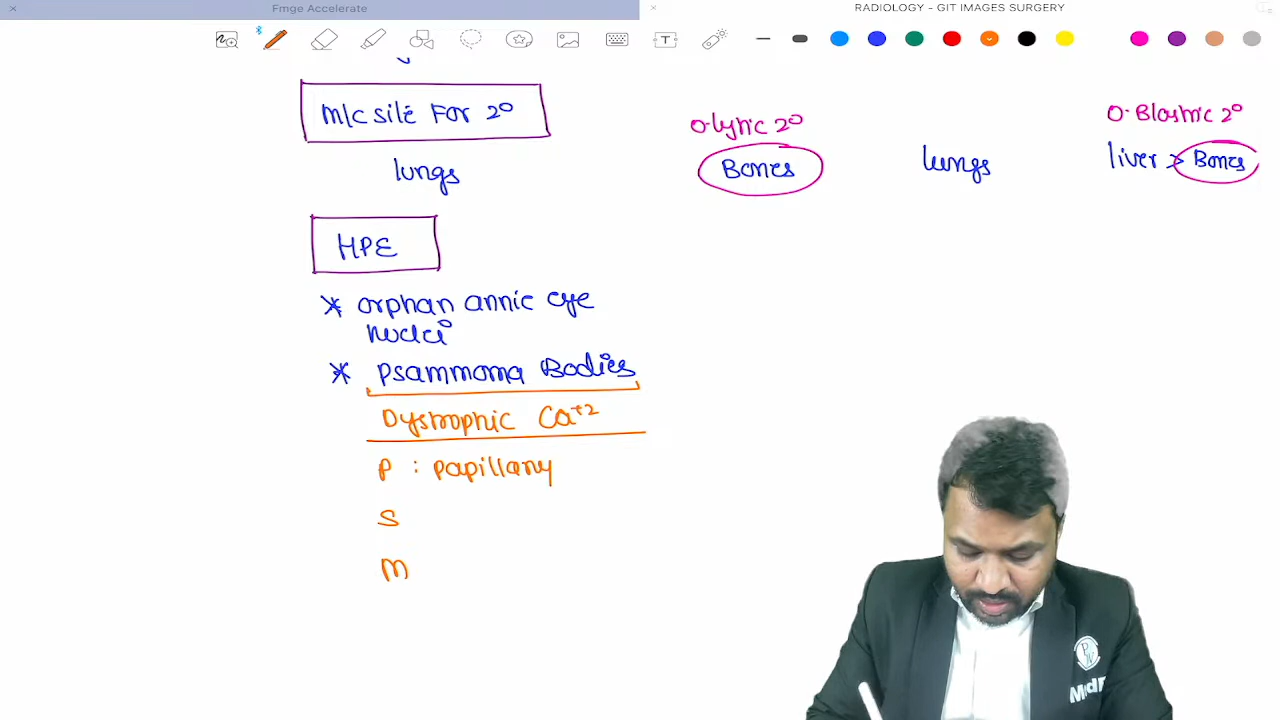 Fmge Accelerate
RADIOLOGY - GIT IMAGES SURGERY
M/C site For 2°
lungs
O-lytic 2°
Bones
lungs
O-Blastic 2°
liver > Bones
HPE
* orphan annie eye
nuclei
* Psammoma Bodies
Dystrophic Ca+2
P : papillary
S
M